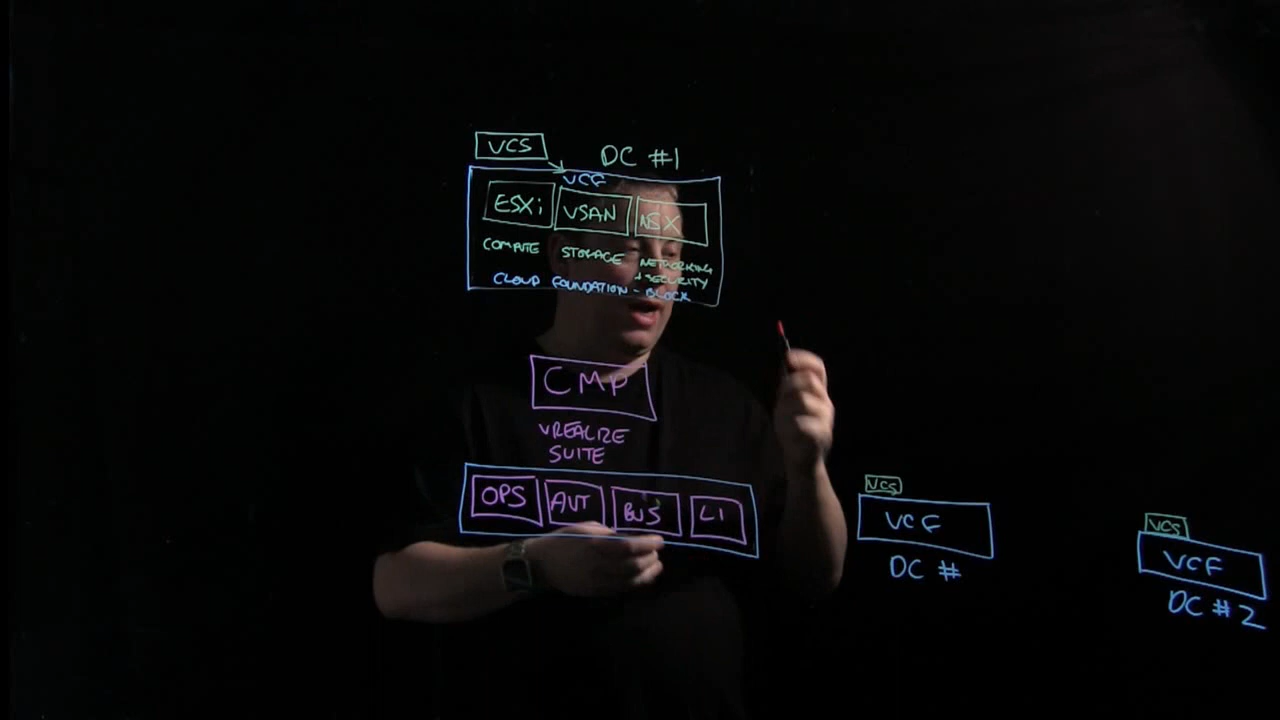 VCS
DC #1
VCF
ESXi VSAN NSX
COMPUTE STORAGE NETWORKING
+ SECURITY
CLOUD FOUNDATION - BLOCK
CMP
VREALIZE
SUITE
OPS AUT BUS LI
VCS
VCF
DC #
VCS
VCF
DC #2